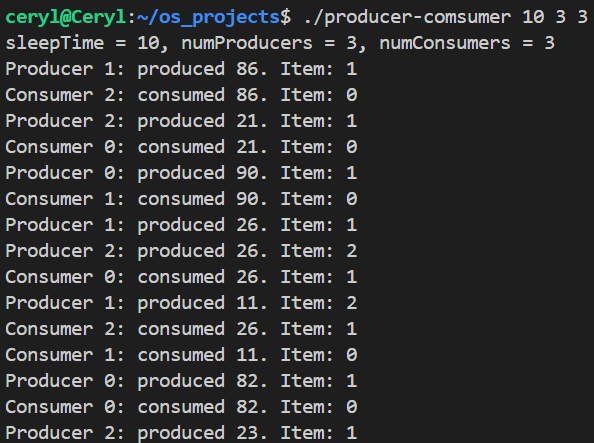 ceryl@Ceryl:~/os_projects$ ./producer-comsumer 10 3 3
sleepTime = 10, numProducers = 3, numConsumers = 3
Producer 1: produced 86. Item: 1
Consumer 2: consumed 86. Item: 0
Producer 2: produced 21. Item: 1
Consumer 0: consumed 21. Item: 0
Producer 0: produced 90. Item: 1
Consumer 1: consumed 90. Item: 0
Producer 1: produced 26. Item: 1
Producer 2: produced 26. Item: 2
Consumer 0: consumed 26. Item: 1
Producer 1: produced 11. Item: 2
Consumer 2: consumed 26. Item: 1
Consumer 1: consumed 11. Item: 0
Producer 0: produced 82. Item: 1
Consumer 0: consumed 82. Item: 0
Producer 2: produced 23. Item: 1